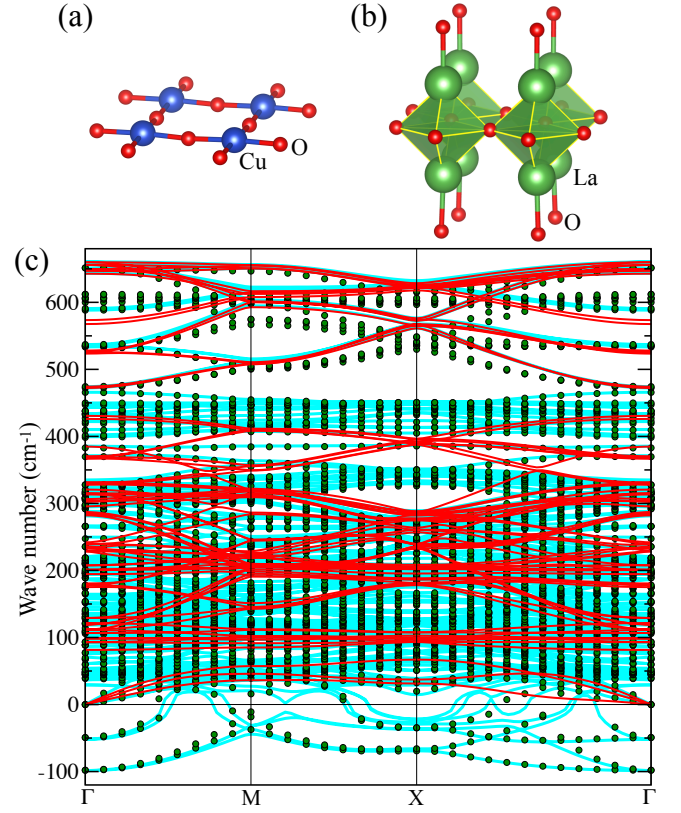 (a)
(b)
O
Cu
La
O
(c)
600
500
400
300
200
100
0
-100
Wave number (cm-1)
Γ M X Γ